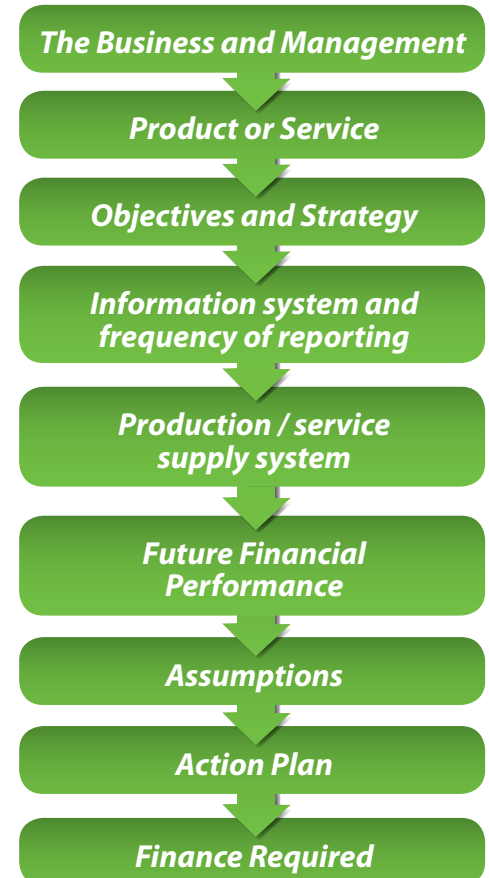 The Business and Management
Product or Service
Objectives and Strategy
Information system and
frequency of reporting
Production / service
supply system
Future Financial
Performance
Assumptions
Action Plan
Finance Required